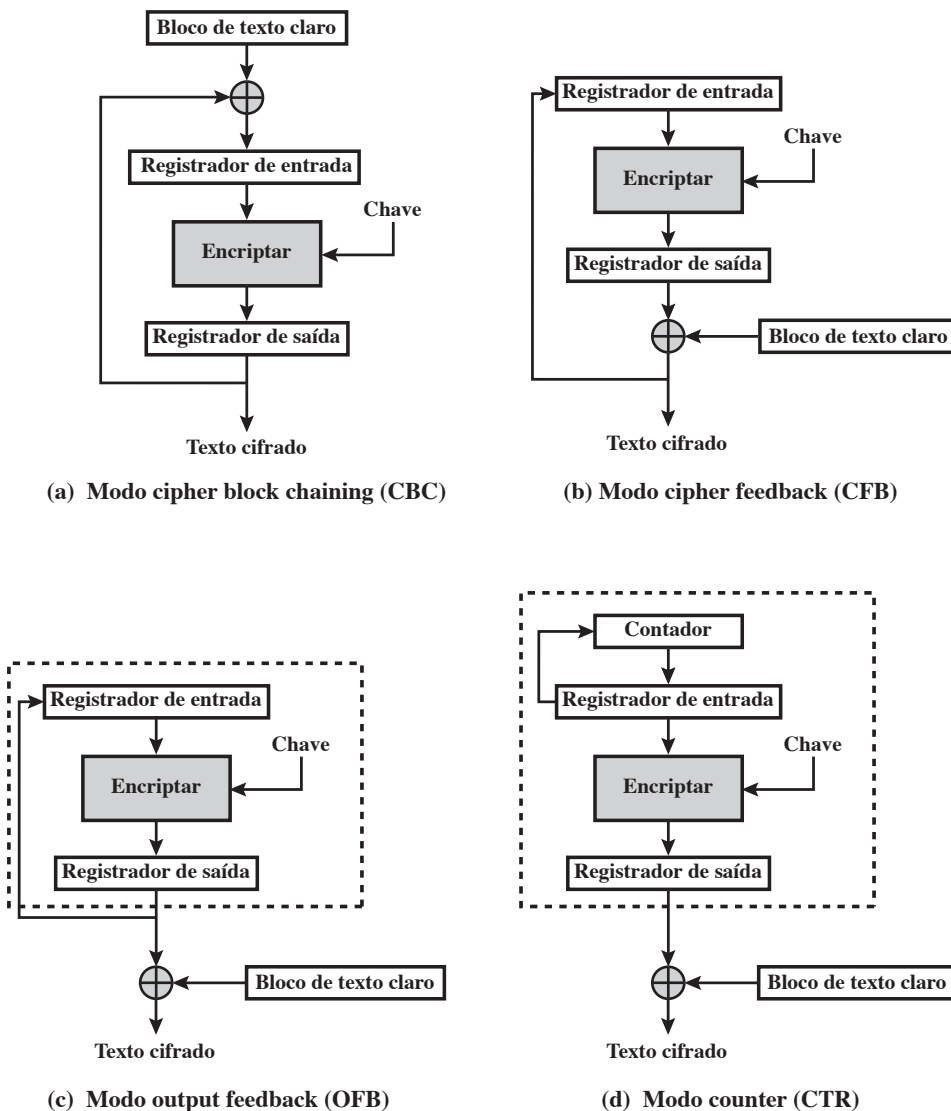 Bloco de texto claro
Registrador de entrada
Chave
Encriptar
Registrador de saída
Texto cifrado
(a) Modo cipher block chaining (CBC)
Registrador de entrada
Chave
Encriptar
Registrador de saída
Bloco de texto claro
Texto cifrado
(b) Modo cipher feedback (CFB)
Registrador de entrada
Chave
Encriptar
Registrador de saída
Bloco de texto claro
Texto cifrado
(c) Modo output feedback (OFB)
Contador
Registrador de entrada
Chave
Encriptar
Registrador de saída
Bloco de texto claro
Texto cifrado
(d) Modo counter (CTR)